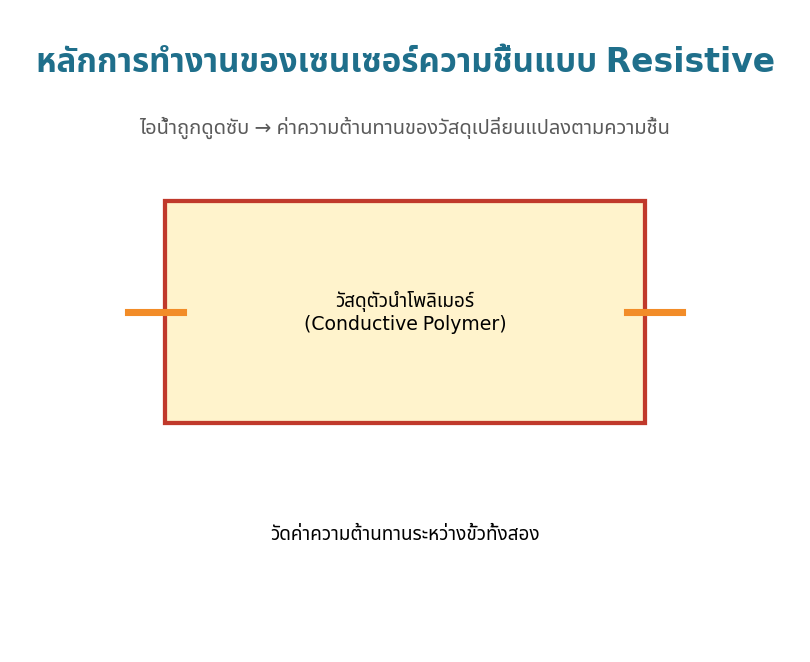 หลักการทำงานของเซนเซอร์ความชื้นแบบ Resistive
ไอน้ำถูกดูดซับ → ค่าความต้านทานของวัสดุเปลี่ยนแปลงตามความชื้น
วัสดุตัวนำโพลิเมอร์
(Conductive Polymer)
วัดค่าความต้านทานระหว่างขั้วทั้งสอง